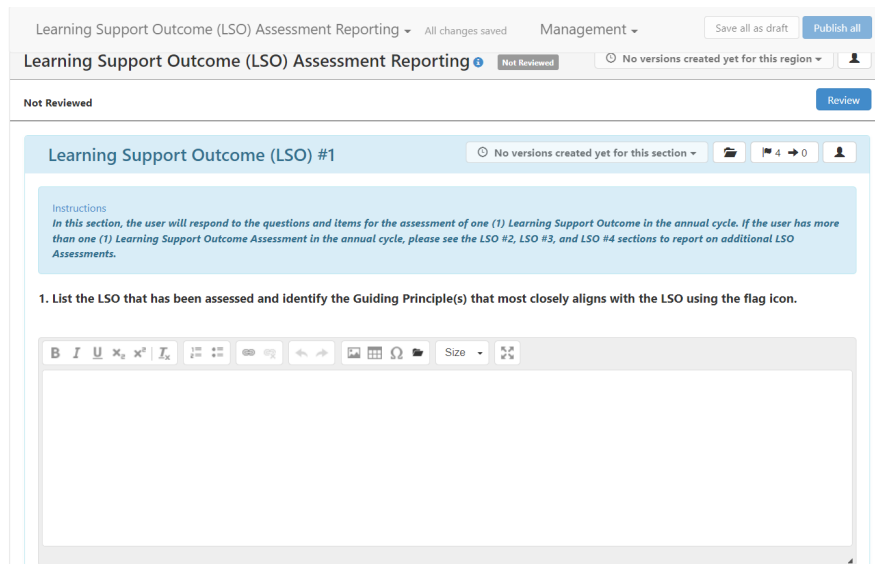 Learning Support Outcome (LSO) Assessment Reporting All changes saved Management Save all as draft Publish all
Learning Support Outcome (LSO) Assessment Reporting Not Reviewed No versions created yet for this region
Not Reviewed Review
Learning Support Outcome (LSO) #1 No versions created yet for this section 4 0
Instructions
In this section, the user will respond to the questions and items for the assessment of one (1) Learning Support Outcome in the annual cycle. If the user has more
than one (1) Learning Support Outcome Assessment in the annual cycle, please see the LSO #2, LSO #3, and LSO #4 sections to report on additional LSO
Assessments.
1. List the LSO that has been assessed and identify the Guiding Principle(s) that most closely aligns with the LSO using the flag icon.
B I U x₂ x² Iₓ Ω Size